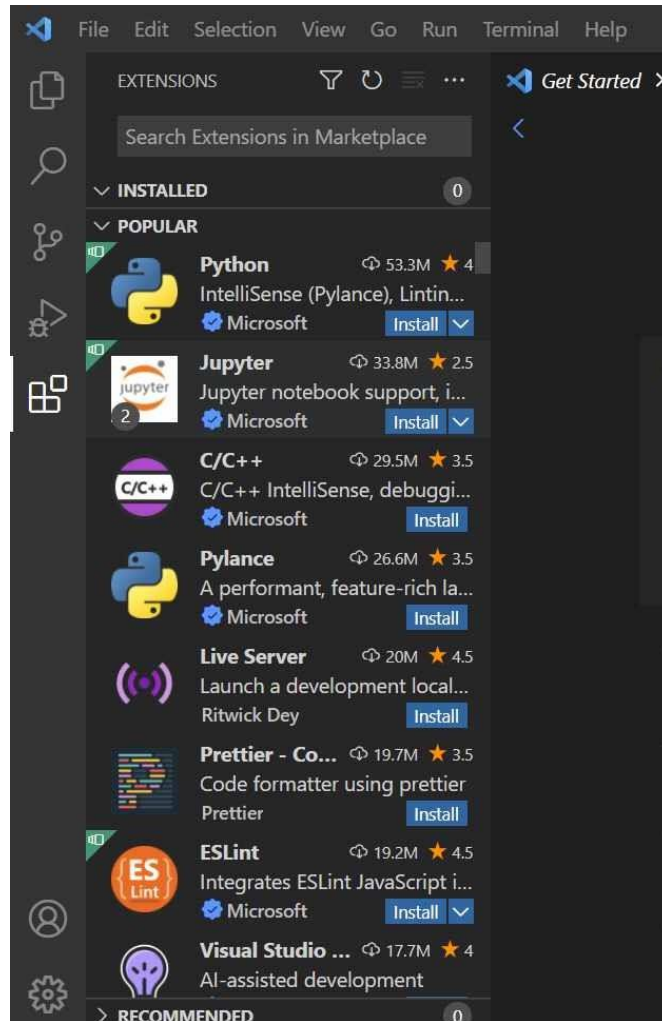 File Edit Selection View Go Run Terminal Help
EXTENSIONS
Get Started
Search Extensions in Marketplace
INSTALLED 0
POPULAR
Python 53.3M ★ 4
IntelliSense (Pylance), Lintin...
Microsoft Install
Jupyter 33.8M ★ 2.5
jupyter
2
Jupyter notebook support, i...
Microsoft Install
C/C++ 29.5M ★ 3.5
C/C++
C/C++ IntelliSense, debuggi...
Microsoft Install
Pylance 26.6M ★ 3.5
A performant, feature-rich la...
Microsoft Install
Live Server 20M ★ 4.5
Launch a development local...
Ritwick Dey Install
Prettier - Co... 19.7M ★ 3.5
Code formatter using prettier
Prettier Install
ESLint 19.2M ★ 4.5
{ES
Lint}
Integrates ESLint JavaScript i...
Microsoft Install
Visual Studio ... 17.7M ★ 4
AI-assisted development
RECOMMENDED 0